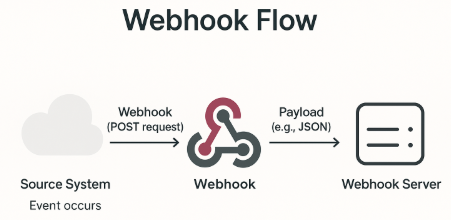 Webhook Flow
Webhook
(POST request)
Payload
(e.g., JSON)
Source System
Event occurs
Webhook
Webhook Server